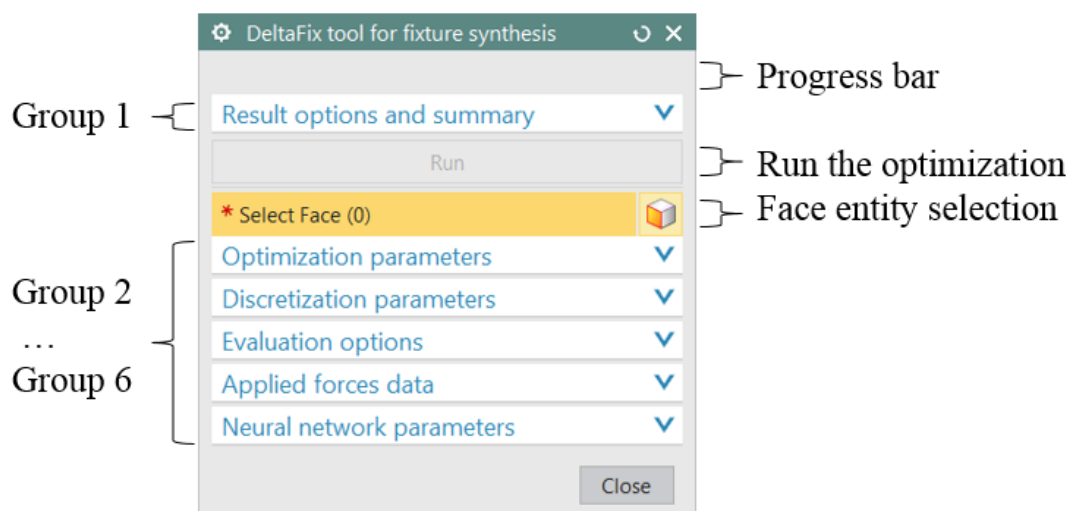 DeltaFix tool for fixture synthesis
Progress bar
Group 1
Result options and summary
Run
Run the optimization
* Select Face (0)
Face entity selection
Optimization parameters
Group 2
Discretization parameters
...
Evaluation options
Group 6
Applied forces data
Neural network parameters
Close